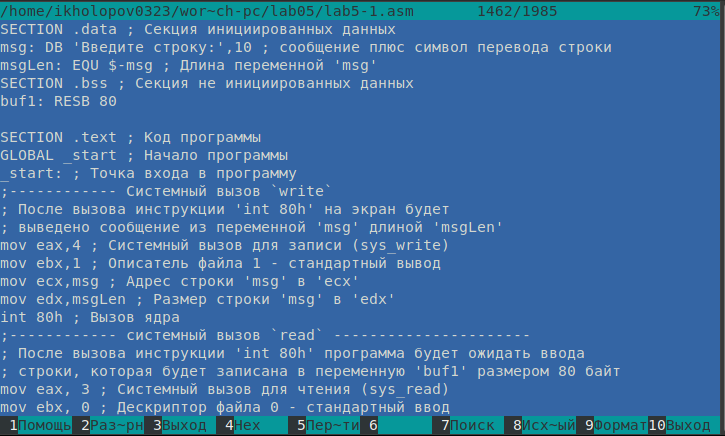 /home/ikholopov0323/wor~ch-pc/lab05/lab5-1.asm 1462/1985 73%
SECTION .data ; Секция инициированных данных
msg: DB 'Введите строку:',10 ; сообщение плюс символ перевода строки
msgLen: EQU $-msg ; Длина переменной 'msg'
SECTION .bss ; Секция не инициированных данных
buf1: RESB 80
SECTION .text ; Код программы
GLOBAL _start ; Начало программы
_start: ; Точка входа в программу
;------------ Системный вызов `write`
; После вызова инструкции 'int 80h' на экран будет
; выведено сообщение из переменной 'msg' длиной 'msgLen'
mov eax,4 ; Системный вызов для записи (sys_write)
mov ebx,1 ; Описатель файла 1 - стандартный вывод
mov ecx,msg ; Адрес строки 'msg' в 'ecx'
mov edx,msgLen ; Размер строки 'msg' в 'edx'
int 80h ; Вызов ядра
;------------ системный вызов `read` ----------------------
; После вызова инструкции 'int 80h' программа будет ожидать ввода
; строки, которая будет записана в переменную 'buf1' размером 80 байт
mov eax, 3 ; Системный вызов для чтения (sys_read)
mov ebx, 0 ; Дескриптор файла 0 - стандартный ввод
1Помощь 2Раз~рн 3Выход 4Hex 5Пер~ти 6 7Поиск 8Исх~ый 9Формат 10Выход